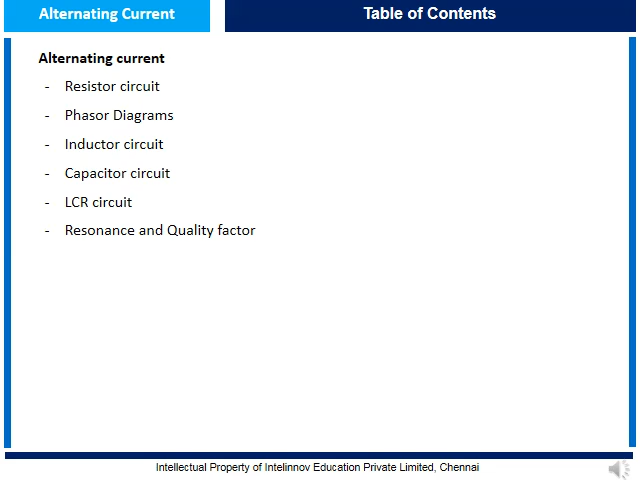 Alternating Current
Table of Contents
Alternating current
- Resistor circuit
- Phasor Diagrams
- Inductor circuit
- Capacitor circuit
- LCR circuit
- Resonance and Quality factor
Intellectual Property of Intelinnov Education Private Limited, Chennai